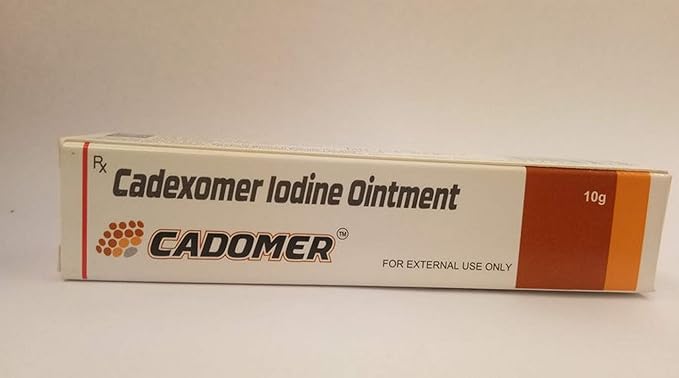 Rx Cadexomer Iodine Ointment
10g
CADOMER™
FOR EXTERNAL USE ONLY